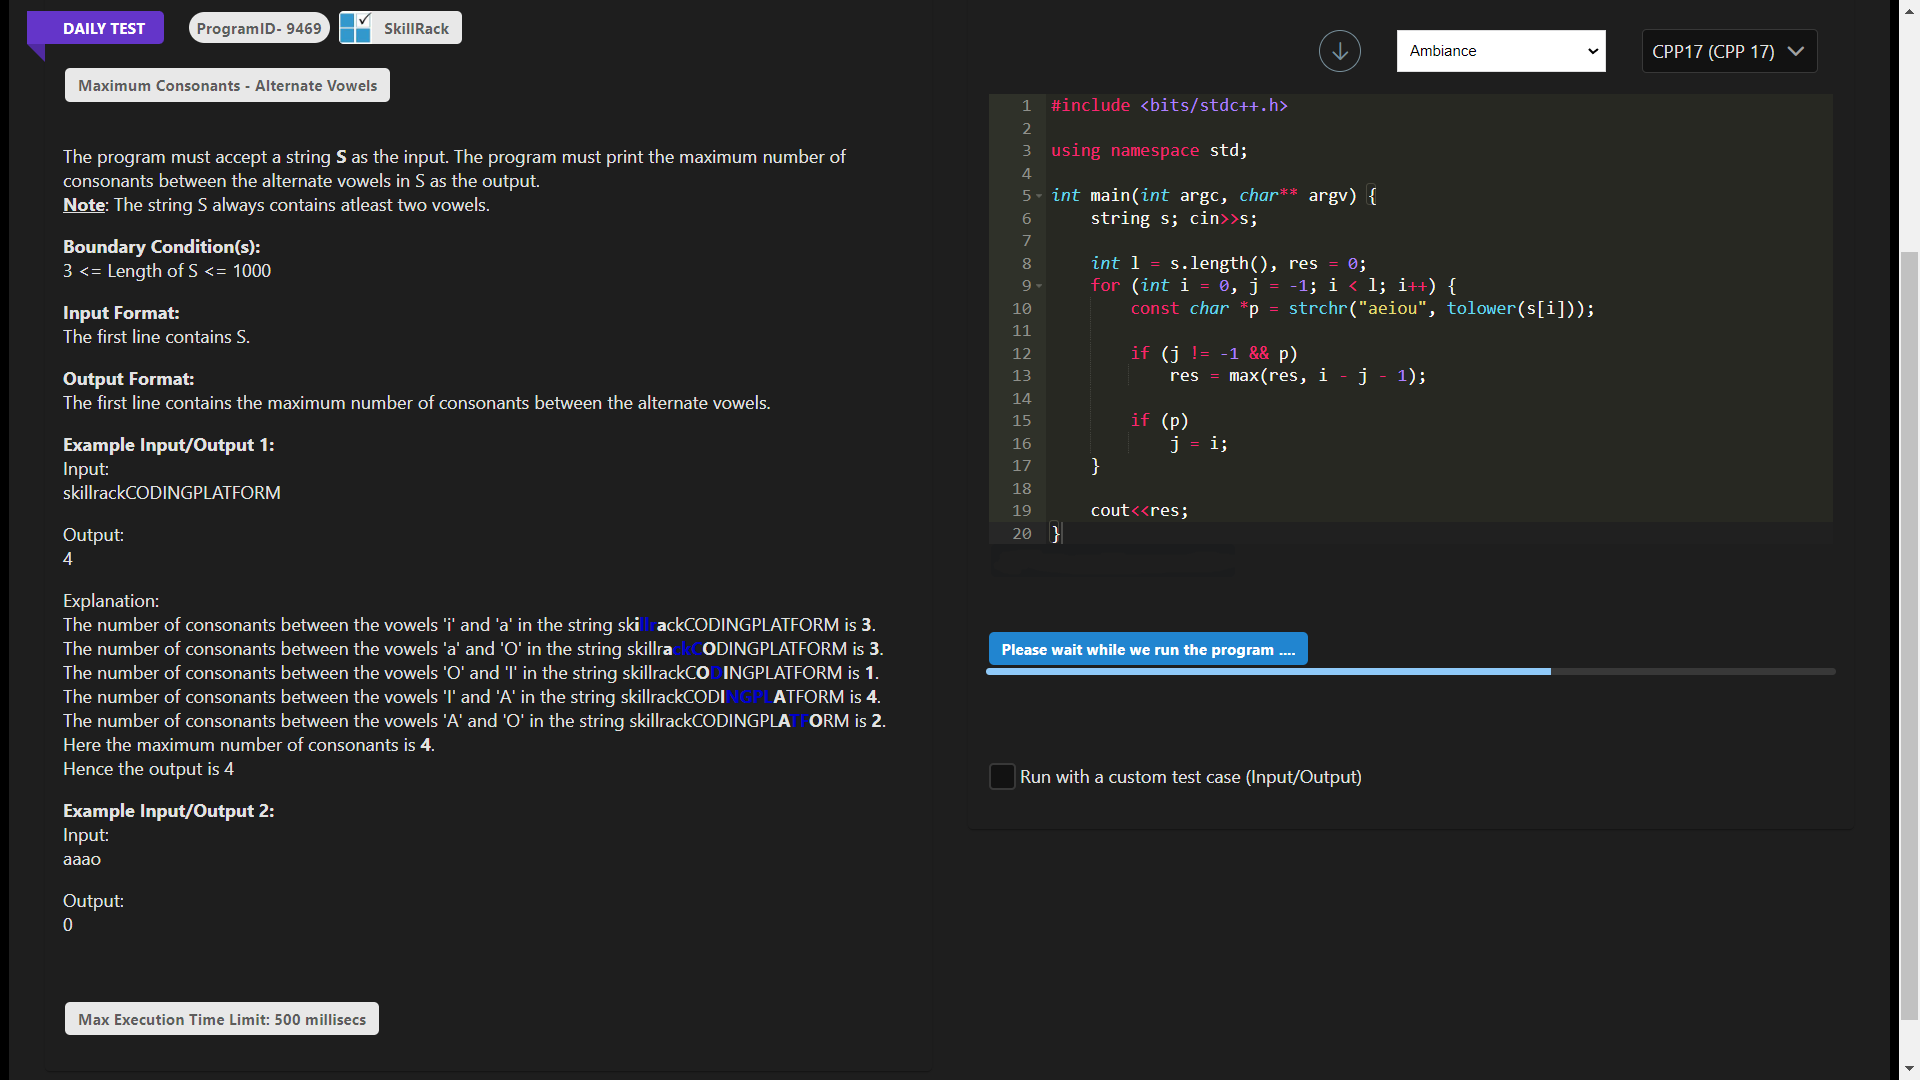 DAILY TEST
ProgramID- 9469
SkillRack
Maximum Consonants - Alternate Vowels
The program must accept a string S as the input. The program must print the maximum number of
consonants between the alternate vowels in S as the output.
Note: The string S always contains atleast two vowels.
Boundary Condition(s):
3 <= Length of S <= 1000
Input Format:
The first line contains S.
Output Format:
The first line contains the maximum number of consonants between the alternate vowels.
Example Input/Output 1:
Input:
skillrackCODINGPLATFORM
Output:
4
Explanation:
The number of consonants between the vowels 'i' and 'a' in the string skillrackCODINGPLATFORM is 3.
The number of consonants between the vowels 'a' and 'O' in the string skillrackCODINGPLATFORM is 3.
The number of consonants between the vowels 'O' and 'I' in the string skillrackCODINGPLATFORM is 1.
The number of consonants between the vowels 'I' and 'A' in the string skillrackCODINGPLATFORM is 4.
The number of consonants between the vowels 'A' and 'O' in the string skillrackCODINGPLATFORM is 2.
Here the maximum number of consonants is 4.
Hence the output is 4
Example Input/Output 2:
Input:
aaao
Output:
0
Max Execution Time Limit: 500 millisecs
Ambiance
CPP17 (CPP 17)
1 #include <bits/stdc++.h>
2
3 using namespace std;
4
5 int main(int argc, char** argv) {
6 string s; cin>>s;
7
8 int l = s.length(), res = 0;
9 for (int i = 0, j = -1; i < l; i++) {
10 const char *p = strchr("aeiou", tolower(s[i]));
11
12 if (j != -1 && p)
13 res = max(res, i - j - 1);
14
15 if (p)
16 j = i;
17 }
18
19 cout<<res;
20 }
Please wait while we run the program ....
Run with a custom test case (Input/Output)